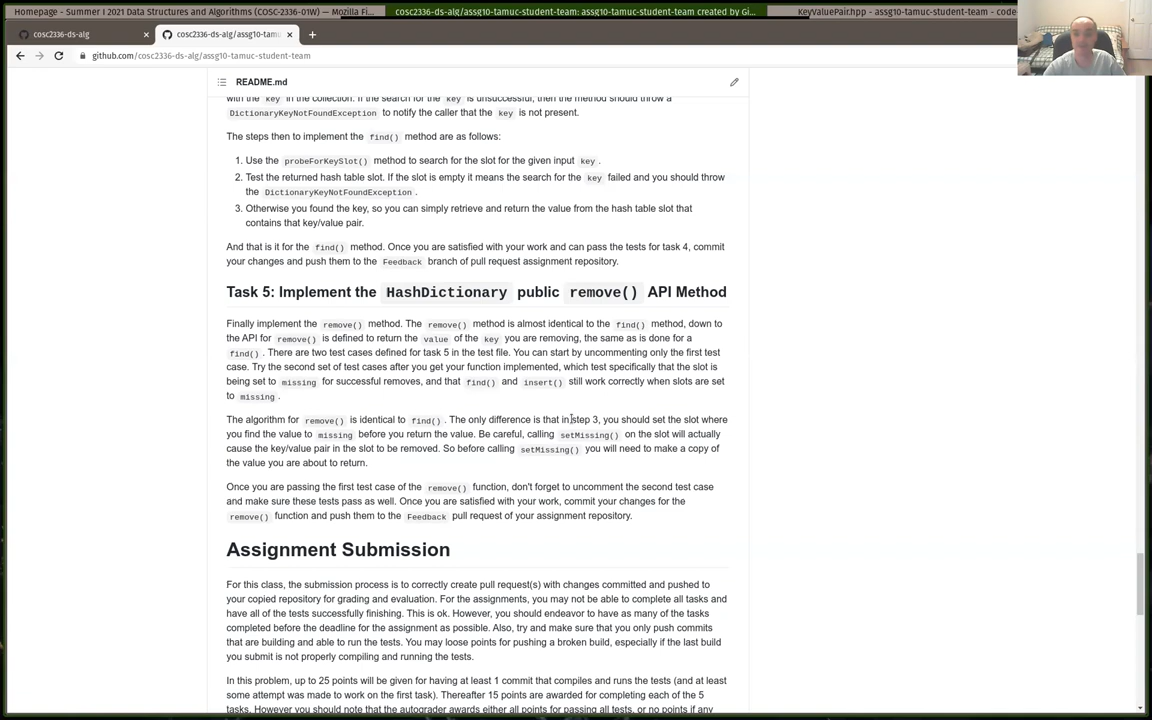 Homepage - Summer I 2021 Data Structures and Algorithms (COSC-2336-01W) — Mozilla Fi...
cosc2336-ds-alg/assg10-tamuc-student-team: assg10-tamuc-student-team created by Gi...
KeyValuePair.hpp - assg10-tamuc-student-team - code
cosc2336-ds-alg
cosc2336-ds-alg/assg10-tamu
github.com/cosc2336-ds-alg/assg10-tamuc-student-team
README.md
with the key in the collection. If the search for the key is unsuccessful, then the method should throw a
DictionaryKeyNotFoundException to notify the caller that the key is not present.
The steps then to implement the find() method are as follows:
1. Use the probeForKeySlot() method to search for the slot for the given input key .
2. Test the returned hash table slot. If the slot is empty it means the search for the key failed and you should throw
the DictionaryKeyNotFoundException .
3. Otherwise you found the key, so you can simply retrieve and return the value from the hash table slot that
contains that key/value pair.
And that is it for the find() method. Once you are satisfied with your work and can pass the tests for task 4, commit
your changes and push them to the Feedback branch of pull request assignment repository.
Task 5: Implement the HashDictionary public remove() API Method
Finally implement the remove() method. The remove() method is almost identical to the find() method, down to
the API for remove() is defined to return the value of the key you are removing, the same as is done for a
find() . There are two test cases defined for task 5 in the test file. You can start by uncommenting only the first test
case. Try the second set of test cases after you get your function implemented, which test specifically that the slot is
being set to missing for successful removes, and that find() and insert() still work correctly when slots are set
to missing .
The algorithm for remove() is identical to find() . The only difference is that in step 3, you should set the slot where
you find the value to missing before you return the value. Be careful, calling setMissing() on the slot will actually
cause the key/value pair in the slot to be removed. So before calling setMissing() you will need to make a copy of
the value you are about to return.
Once you are passing the first test case of the remove() function, don't forget to uncomment the second test case
and make sure these tests pass as well. Once you are satisfied with your work, commit your changes for the
remove() function and push them to the Feedback pull request of your assignment repository.
Assignment Submission
For this class, the submission process is to correctly create pull request(s) with changes committed and pushed to
your copied repository for grading and evaluation. For the assignments, you may not be able to complete all tasks and
have all of the tests successfully finishing. This is ok. However, you should endeavor to have as many of the tasks
completed before the deadline for the assignment as possible. Also, try and make sure that you only push commits
that are building and able to run the tests. You may loose points for pushing a broken build, especially if the last build
you submit is not properly compiling and running the tests.
In this problem, up to 25 points will be given for having at least 1 commit that compiles and runs the tests (and at least
some attempt was made to work on the first task). Thereafter 15 points are awarded for completing each of the 5
tasks. However you should note that the autograder awards either all points for passing all tests, or no points if any